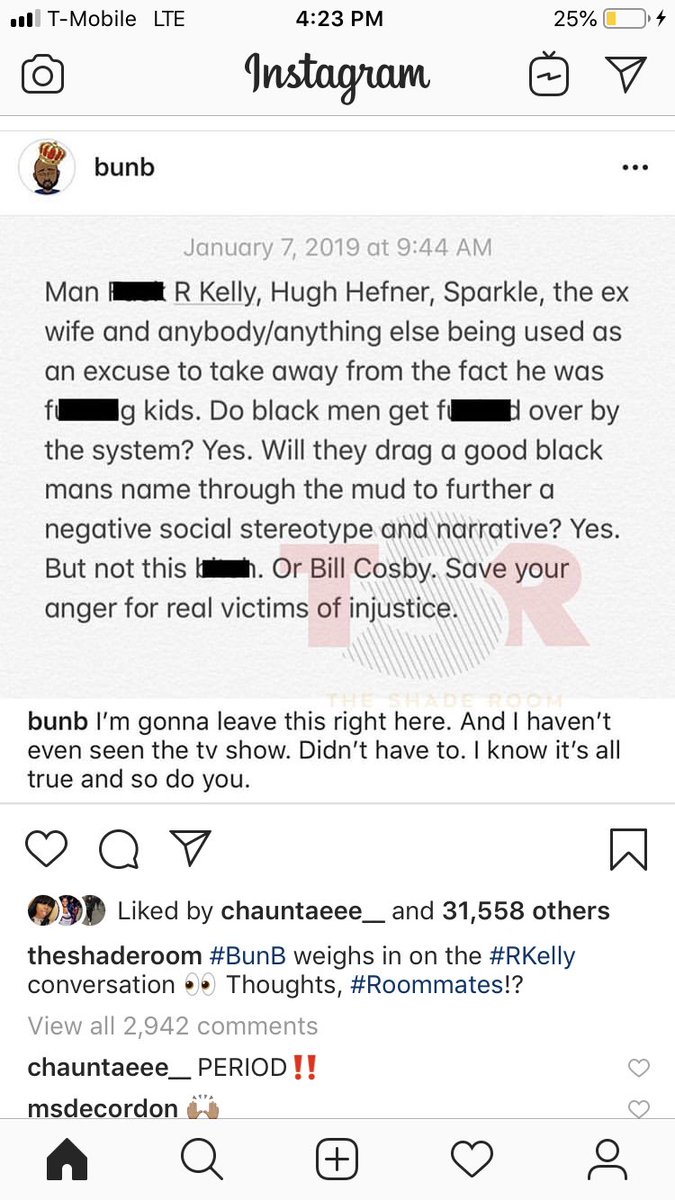 T-Mobile LTE 4:23 PM 25%
Instagram
bunb
January 7, 2019 at 9:44 AM
Man R Kelly, Hugh Hefner, Sparkle, the ex
wife and anybody/anything else being used as
an excuse to take away from the fact he was
fu g kids. Do black men get fu d over by
the system? Yes. Will they drag a good black
mans name through the mud to further a
negative social stereotype and narrative? Yes.
But not this b h. Or Bill Cosby. Save your
anger for real victims of injustice.
TSR
THE SHADE ROOM
bunb I’m gonna leave this right here. And I haven’t
even seen the tv show. Didn’t have to. I know it’s all
true and so do you.
Liked by chauntaeee__ and 31,558 others
theshaderoom #BunB weighs in on the #RKelly
conversation 👀 Thoughts, #Roommates!?
View all 2,942 comments
chauntaeee__ PERIOD‼️
msdecordon 🙌🏽